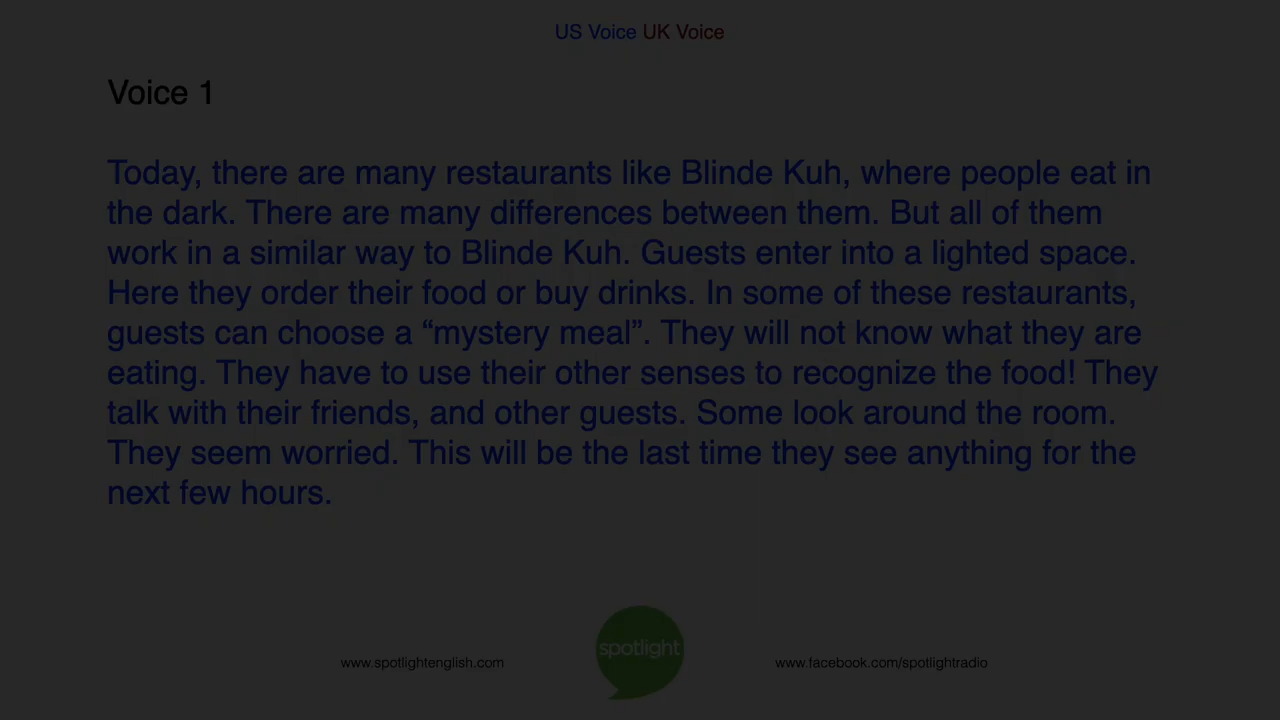 US Voice UK Voice
Voice 1
Today, there are many restaurants like Blinde Kuh, where people eat in
the dark. There are many differences between them. But all of them
work in a similar way to Blinde Kuh. Guests enter into a lighted space.
Here they order their food or buy drinks. In some of these restaurants,
guests can choose a “mystery meal”. They will not know what they are
eating. They have to use their other senses to recognize the food! They
talk with their friends, and other guests. Some look around the room.
They seem worried. This will be the last time they see anything for the
next few hours.
spotlight
www.spotlightenglish.com
www.facebook.com/spotlightradio